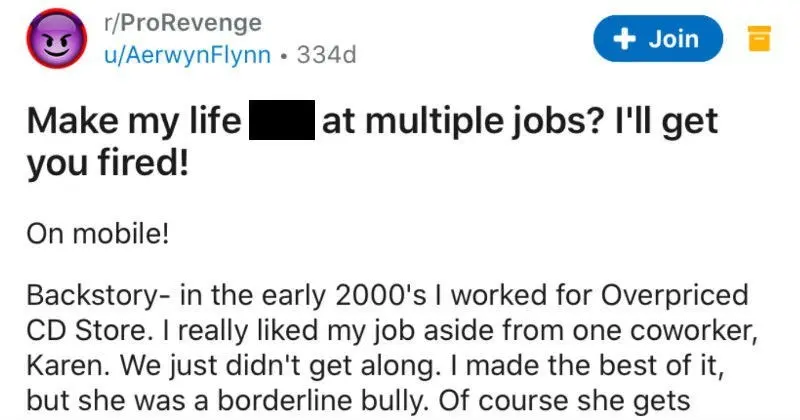 r/ProRevenge
u/AerwynFlynn • 334d
+ Join
Make my life at multiple jobs? I'll get
you fired!
On mobile!
Backstory- in the early 2000's I worked for Overpriced
CD Store. I really liked my job aside from one coworker,
Karen. We just didn't get along. I made the best of it,
but she was a borderline bully. Of course she gets